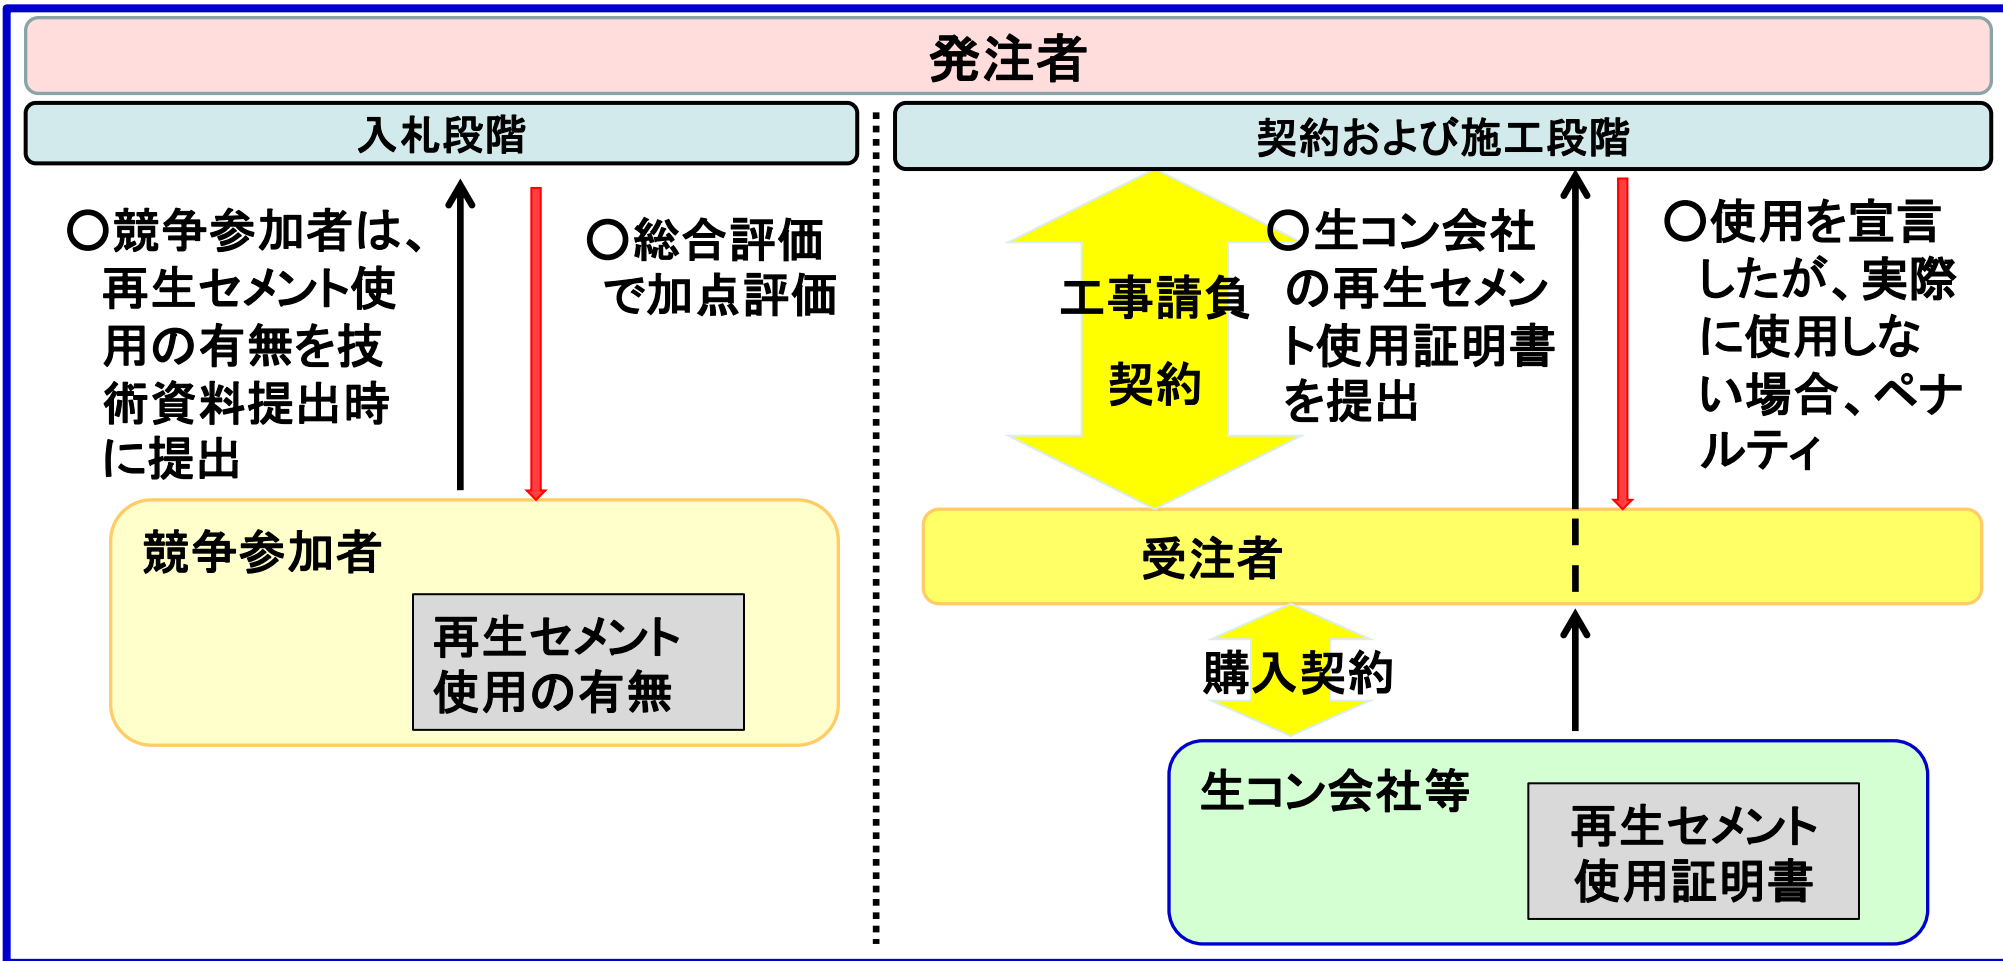 発注者
入札段階
〇競争参加者は、
再生セメント使
用の有無を技
術資料提出時
に提出
〇総合評価
で加点評価
競争参加者
再生セメント
使用の有無
契約および施工段階
工事請負
契約
〇生コン会社
の再生セメン
ト使用証明書
を提出
〇使用を宣言
したが、実際
に使用しな
い場合、ペナ
ルティ
受注者
購入契約
生コン会社等
再生セメント
使用証明書